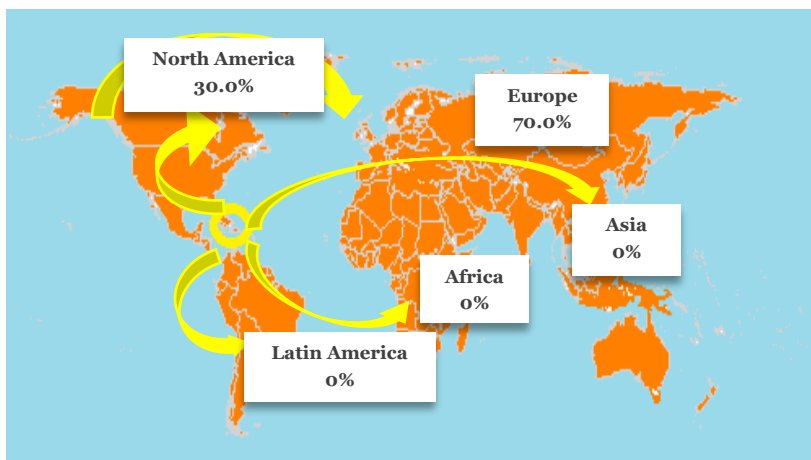 North America
30.0%
Europe
70.0%
Asia
0%
Africa
0%
Latin America
0%